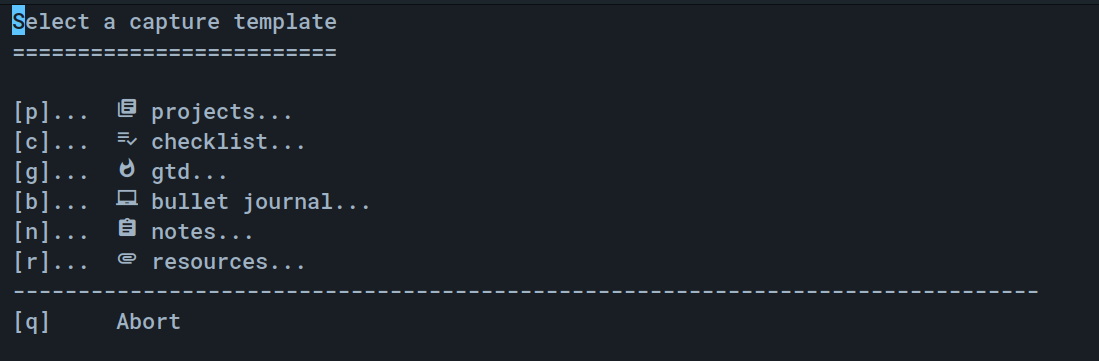 Select a capture template
=========================
[p]... projects...
[c]... checklist...
[g]... gtd...
[b]... bullet journal...
[n]... notes...
[r]... resources...
-------------------------------------------------------------------------------
[q] Abort